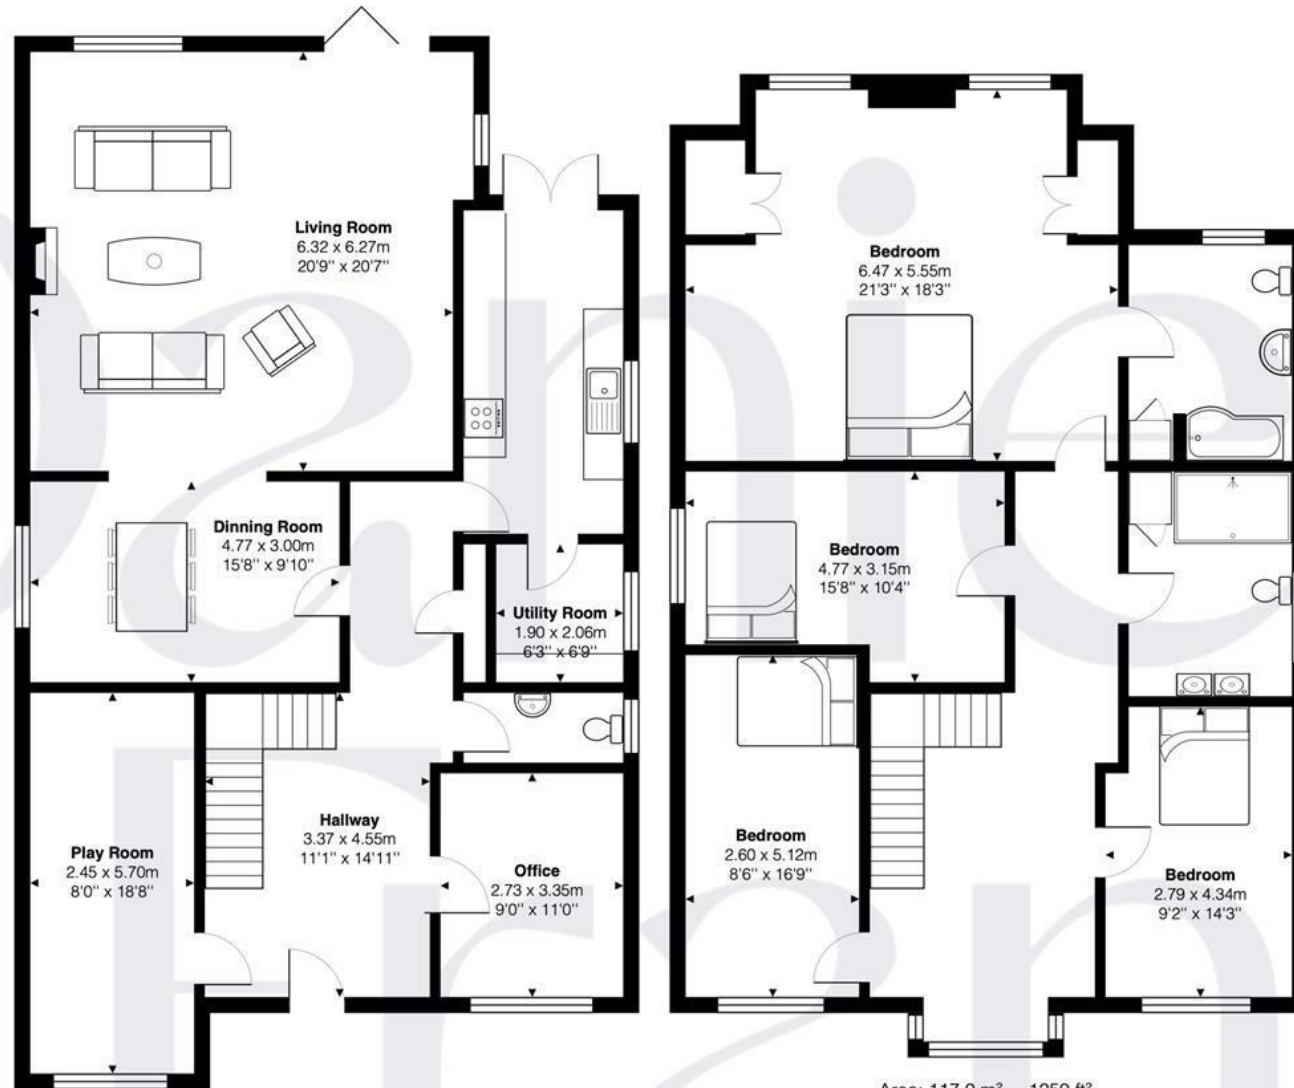 Living Room
6.32 x 6.27m
20'9'' x 20'7''
Dinning Room
4.77 x 3.00m
15'8'' x 9'10''
Utility Room
1.90 x 2.06m
6'3'' x 6'9''
Hallway
3.37 x 4.55m
11'1'' x 14'11''
Play Room
2.45 x 5.70m
8'0'' x 18'8''
Office
2.73 x 3.35m
9'0'' x 11'0''
Bedroom
6.47 x 5.55m
21'3'' x 18'3''
Bedroom
4.77 x 3.15m
15'8'' x 10'4''
Bedroom
2.60 x 5.12m
8'6'' x 16'9''
Bedroom
2.79 x 4.34m
9'2'' x 14'3''